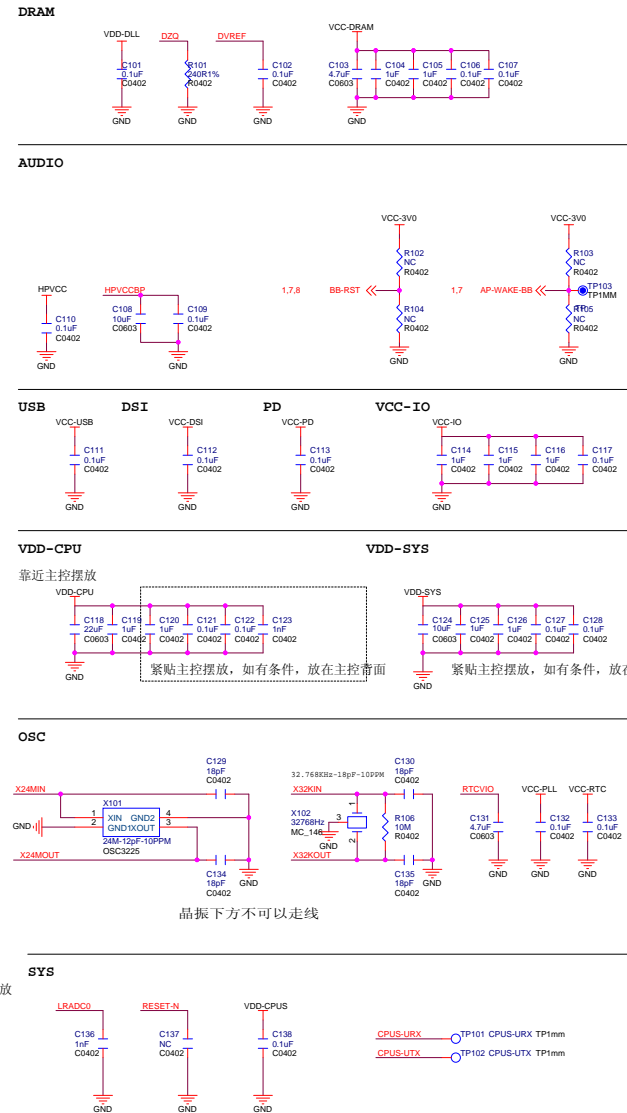 DRAM
VDD-DLL
DZQ
DVREF
VCC-DRAM
C101
0.1uF
C0402
R101
240R1%
R0402
C102
0.1uF
C0402
C103
4.7uF
C0603
C104
1uF
C0402
C105
1uF
C0402
C106
0.1uF
C0402
C107
0.1uF
C0402
GND
GND
GND
GND
AUDIO
VCC-3V0
VCC-3V0
R102
NC
R0402
R103
NC
R0402
HPVCC
HPVCCBP
1,7,8
BB-RST
1,7
AP-WAKE-BB
TP103
TP1MM
TP
C110
0.1uF
C0402
C108
10uF
C0603
C109
0.1uF
C0402
R104
NC
R0402
R105
NC
R0402
GND
GND
GND
GND
USB
DSI
PD
VCC-IO
VCC-USB
VCC-DSI
VCC-PD
VCC-IO
C111
0.1uF
C0402
C112
0.1uF
C0402
C113
0.1uF
C0402
C114
1uF
C0402
C115
1uF
C0402
C116
1uF
C0402
C117
0.1uF
C0402
GND
GND
GND
GND
VDD-CPU
VDD-SYS
靠近主控摆放
VDD-CPU
VDD-SYS
C118
22uF
C0603
C119
1uF
C0402
C120
1uF
C0402
C121
0.1uF
C0402
C122
0.1uF
C0402
C123
1nF
C0402
C124
10uF
C0603
C125
1uF
C0402
C126
1uF
C0402
C127
0.1uF
C0402
C128
0.1uF
C0402
GND
GND
紧贴主控摆放，如有条件，放在主控背面
紧贴主控摆放，如有条件，放在
OSC
C129
18pF
C0402
C130
18pF
C0402
32.768KHz-18pF-10PPM
X24MIN
X32KIN
RTCVIO
VCC-PLL
VCC-RTC
X101
1 XIN GND2 4
2 GND1XOUT 3
24M-12pF-10PPM
OSC3225
GND
X102
32768Hz
MC_146
GND
1
3
2
R106
10M
R0402
C131
4.7uF
C0603
C132
0.1uF
C0402
C133
0.1uF
C0402
X24MOUT
X32KOUT
C134
18pF
C0402
GND
C135
18pF
C0402
GND
GND
GND
GND
晶振下方不可以走线
SYS
放
LRADC0
RESET-N
VDD-CPUS
C136
1nF
C0402
C137
NC
C0402
C138
0.1uF
C0402
CPUS-URX
TP101 CPUS-URX TP1mm
CPUS-UTX
TP102 CPUS-UTX TP1mm
GND
GND
GND